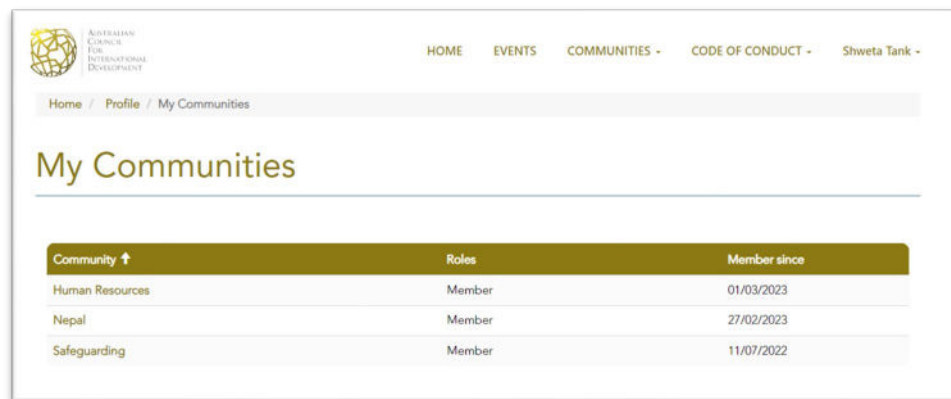 AUSTRALIAN
COUNCIL
FOR
INTERNATIONAL
DEVELOPMENT
HOME EVENTS COMMUNITIES CODE OF CONDUCT Shweta Tank
Home / Profile / My Communities
My Communities
Community Roles Member since
Human Resources Member 01/03/2023
Nepal Member 27/02/2023
Safeguarding Member 11/07/2022